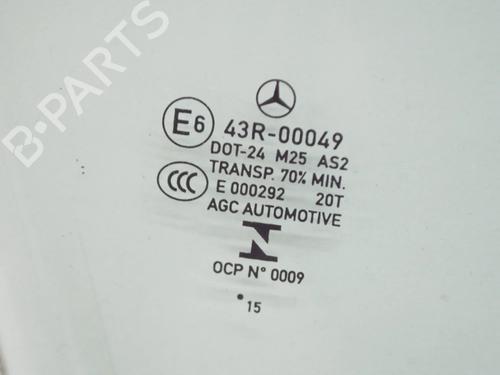 B-PARTS
E6 43R-00049
DOT-24 M25 AS2
CCC TRANSP. 70% MIN.
E 000292 20T
AGC AUTOMOTIVE
N
OCP N° 0009
15
B-PARTS